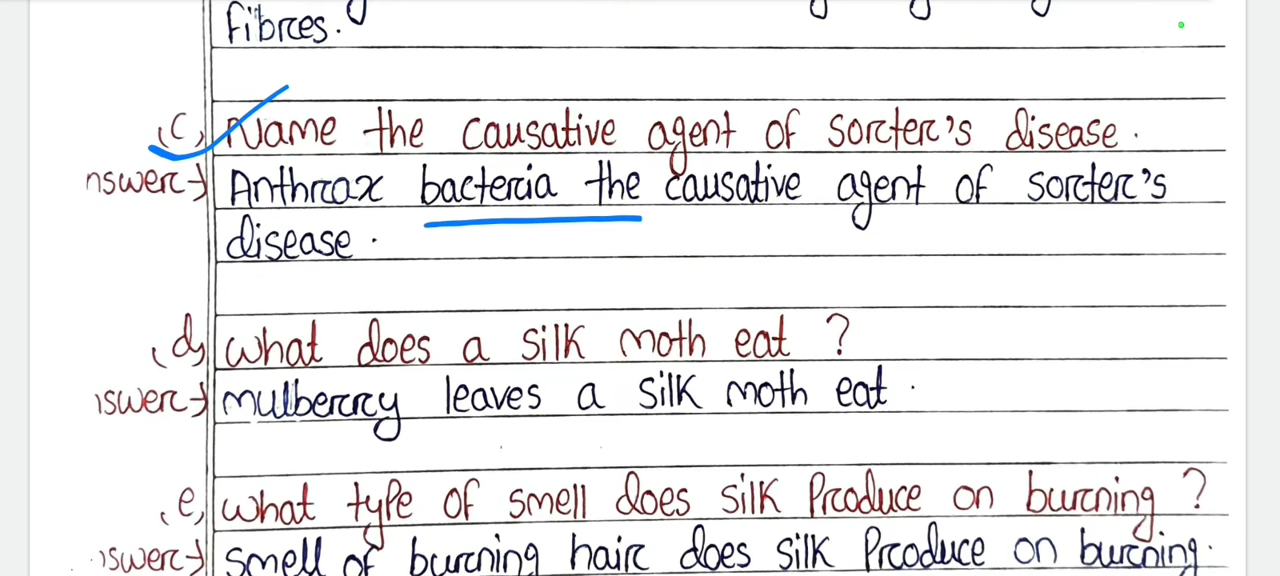 fibres.
(c) Name the causative agent of sorter's disease.
nswer→ Anthrax bacteria the causative agent of sorter's
disease.
(d) what does a silk moth eat ?
iswer→ mulberry leaves a silk moth eat.
(e) what type of smell does silk Produce on burning ?
iswer→ smell of burning hair does silk Produce on burning.